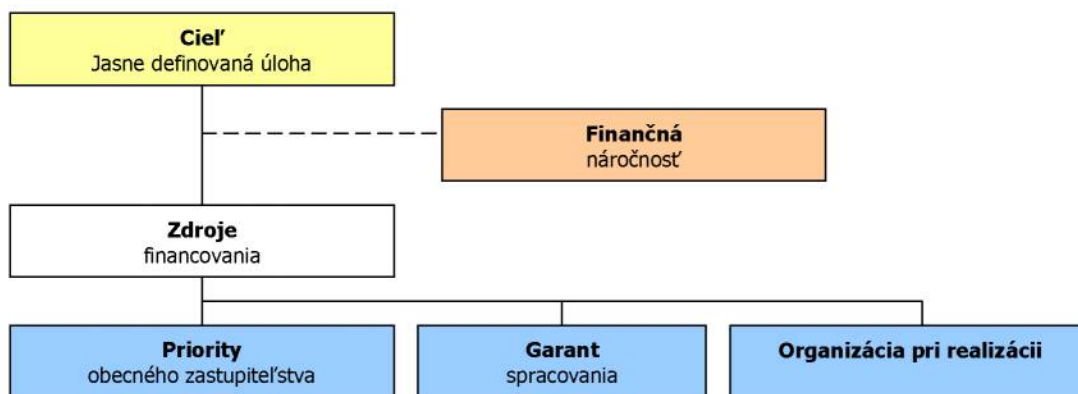 Cieľ
Jasne definovaná úloha
Finančná
náročnosť
Zdroje
financovania
Priority
obecného zastupiteľstva
Garant
spracovania
Organizácia pri realizácii